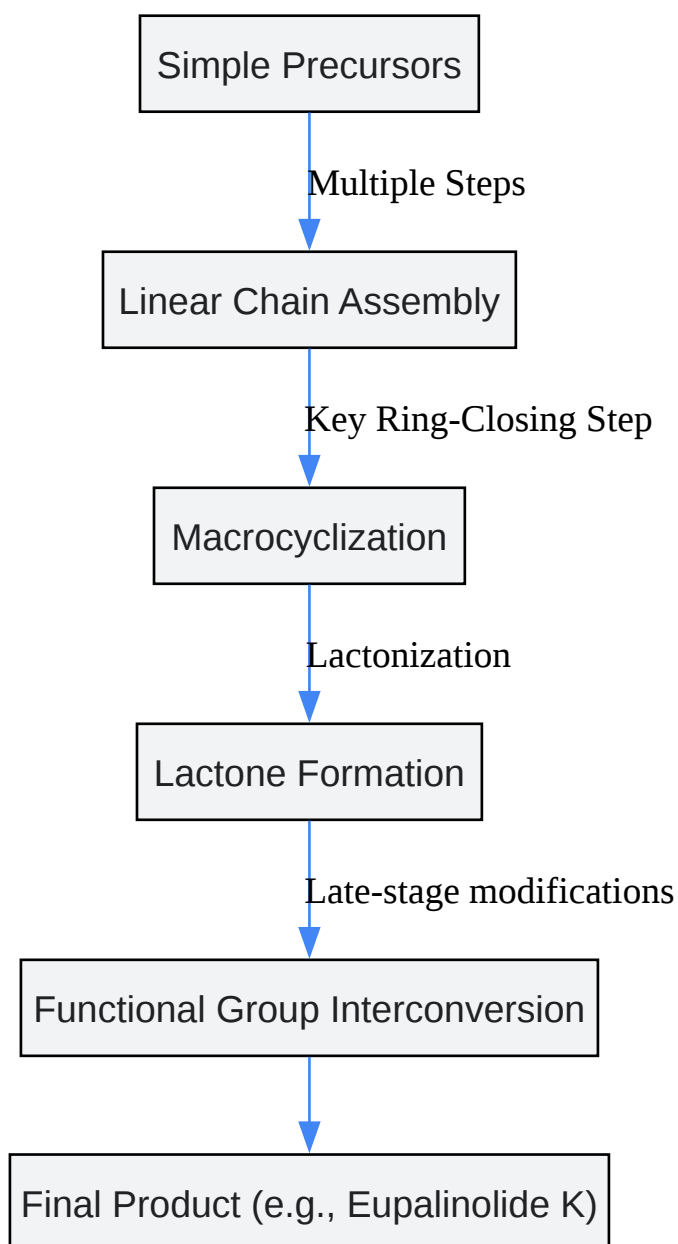 Simple Precursors
Multiple Steps
Linear Chain Assembly
Key Ring-Closing Step
Macrocyclization
Lactonization
Lactone Formation
Late-stage modifications
Functional Group Interconversion
Final Product (e.g., Eupalinolide K)